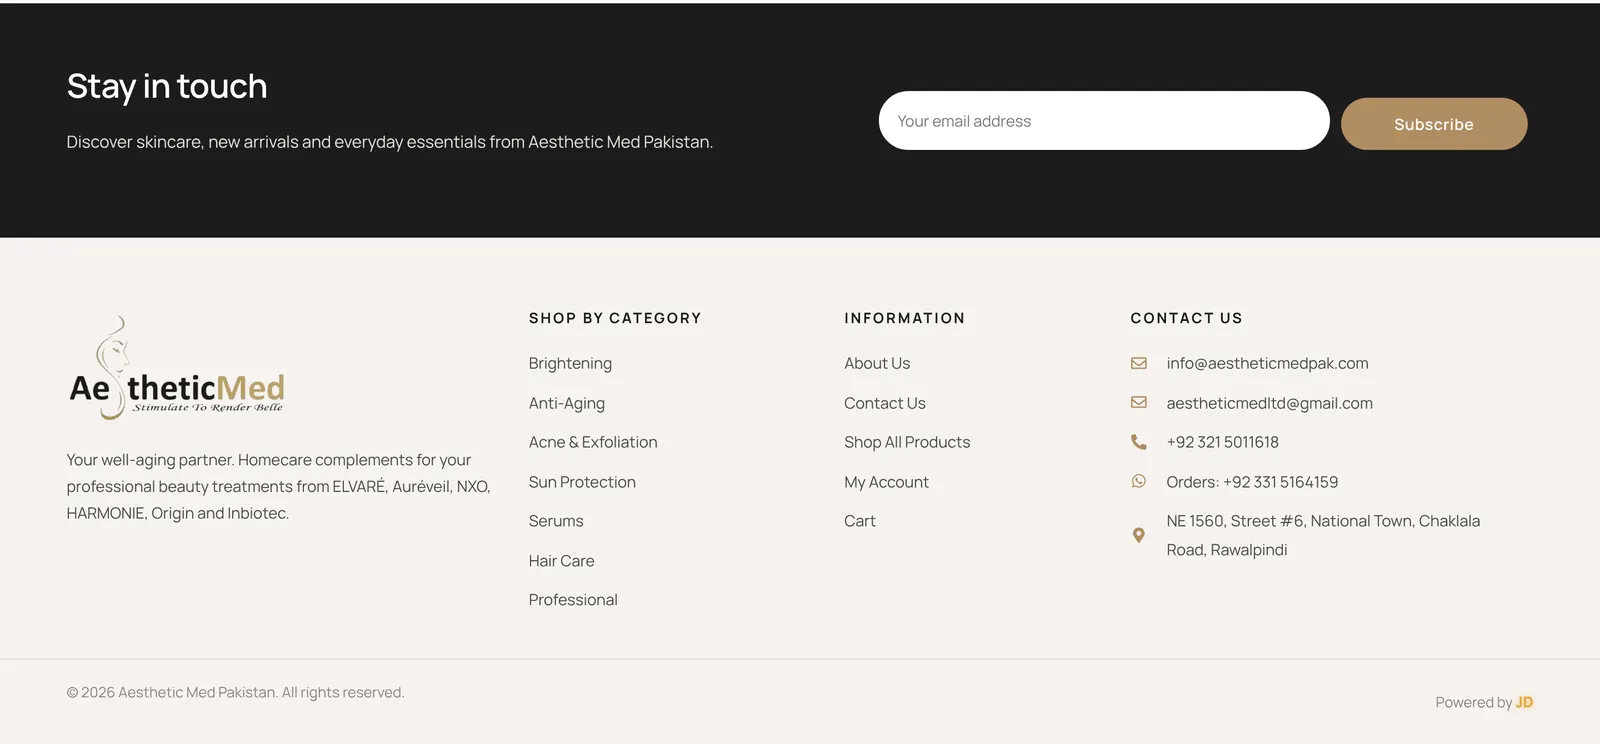 Stay in touch
Discover skincare, new arrivals and everyday essentials from Aesthetic Med Pakistan.
Your email address
Subscribe
AestheticMed
Stimulate To Render Belle
Your well-aging partner. Homecare complements for your
professional beauty treatments from ELVARÉ, Auréveil, NXO,
HARMONIE, Origin and Inbiotec.
SHOP BY CATEGORY
Brightening
Anti-Aging
Acne & Exfoliation
Sun Protection
Serums
Hair Care
Professional
INFORMATION
About Us
Contact Us
Shop All Products
My Account
Cart
CONTACT US
info@aestheticmedpak.com
aestheticmedltd@gmail.com
+92 321 5011618
Orders: +92 331 5164159
NE 1560, Street #6, National Town, Chaklala
Road, Rawalpindi
© 2026 Aesthetic Med Pakistan. All rights reserved.
Powered by JD